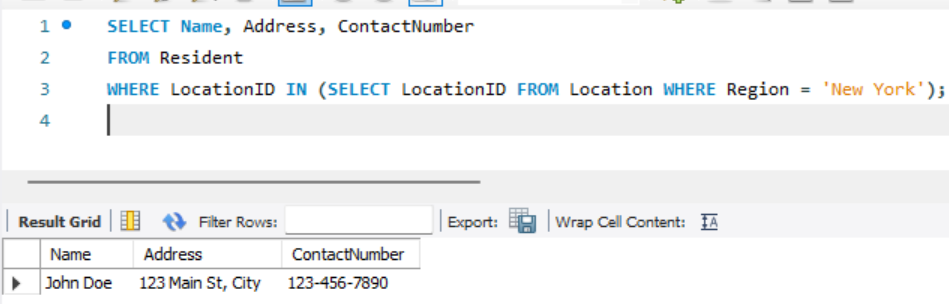 1 SELECT Name, Address, ContactNumber
2 FROM Resident
3 WHERE LocationID IN (SELECT LocationID FROM Location WHERE Region = 'New York');
4
Result Grid Filter Rows: Export: Wrap Cell Content: IA
Name Address ContactNumber
John Doe 123 Main St, City 123-456-7890